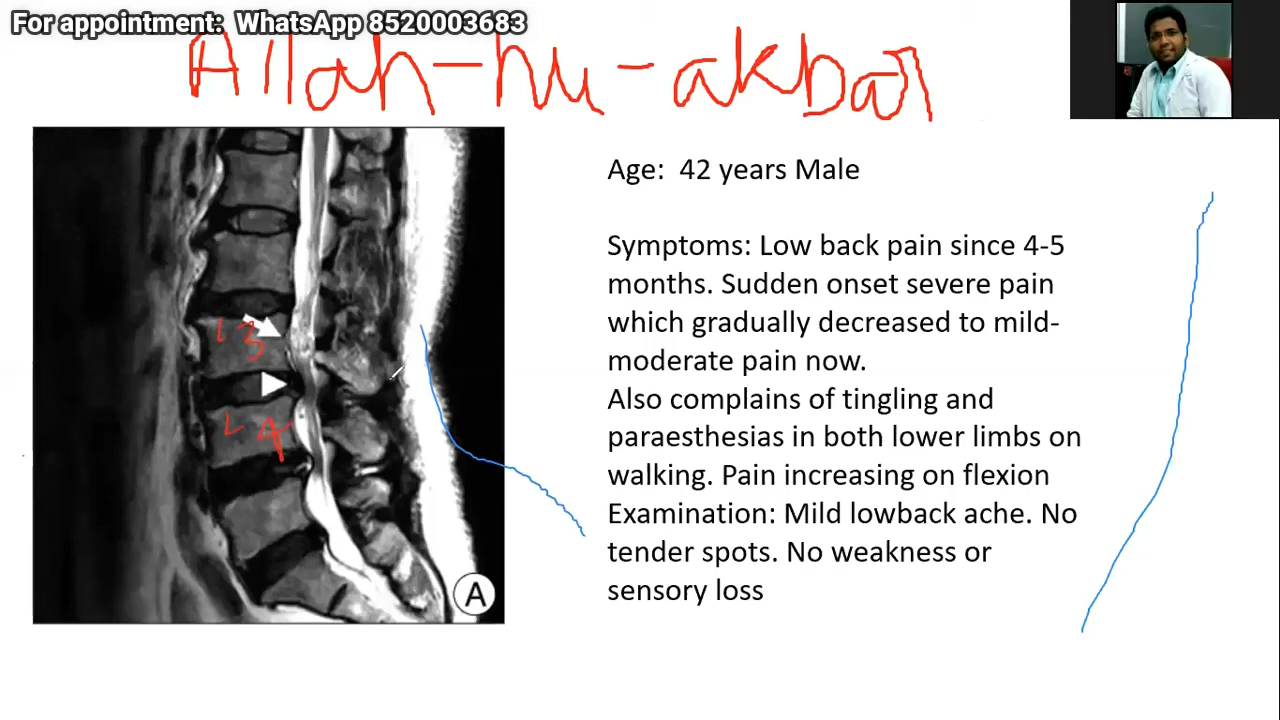 For appointment: WhatsApp 8520003683
Allah-hu-akbar
Age: 42 years Male
Symptoms: Low back pain since 4-5
months. Sudden onset severe pain
which gradually decreased to mild-
moderate pain now.
Also complains of tingling and
paraesthesias in both lower limbs on
walking. Pain increasing on flexion
Examination: Mild lowback ache. No
tender spots. No weakness or
sensory loss
L3
L4
A